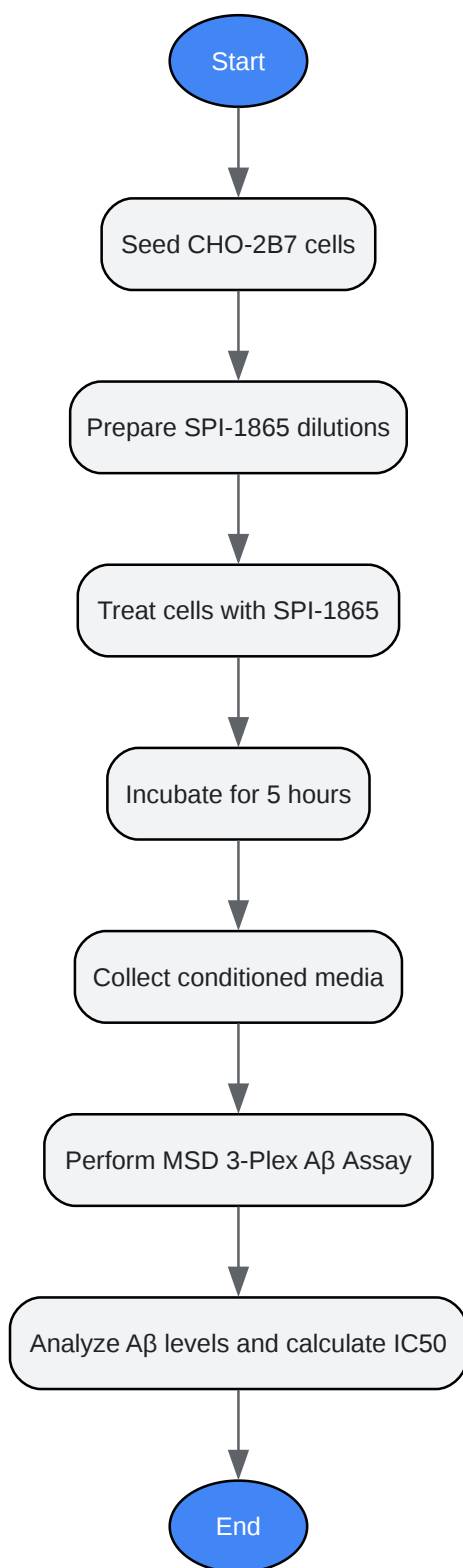 Start
Seed CHO-2B7 cells
Prepare SPI-1865 dilutions
Treat cells with SPI-1865
Incubate for 5 hours
Collect conditioned media
Perform MSD 3-Plex Aβ Assay
Analyze Aβ levels and calculate IC50
End